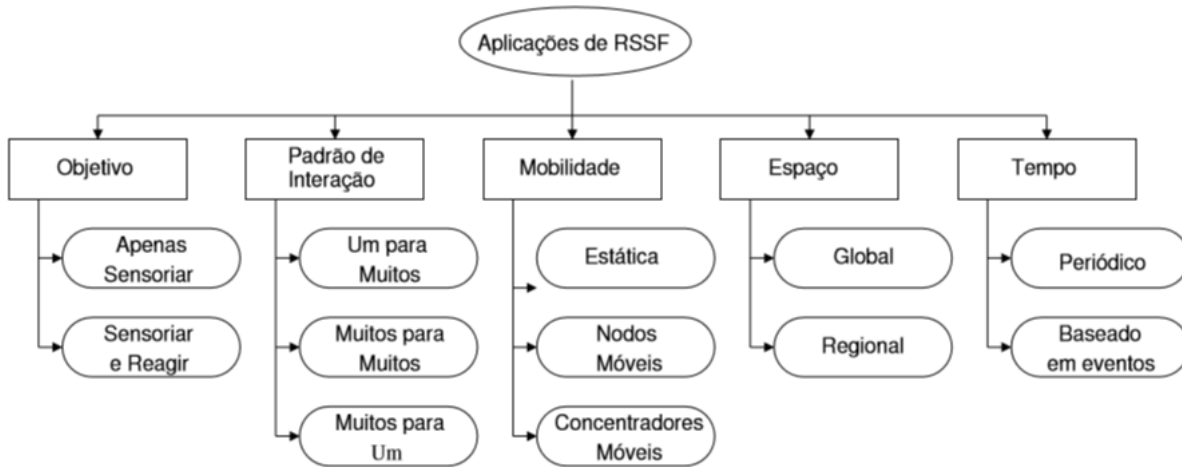 Aplicações de RSSF
Objetivo
Padrão de
Interação
Mobilidade
Espaço
Tempo
Apenas
Sensoriar
Sensoriar
e Reagir
Um para
Muitos
Muitos para
Muitos
Muitos para
Um
Estática
Nodos
Móveis
Concentradores
Móveis
Global
Regional
Periódico
Baseado
em eventos